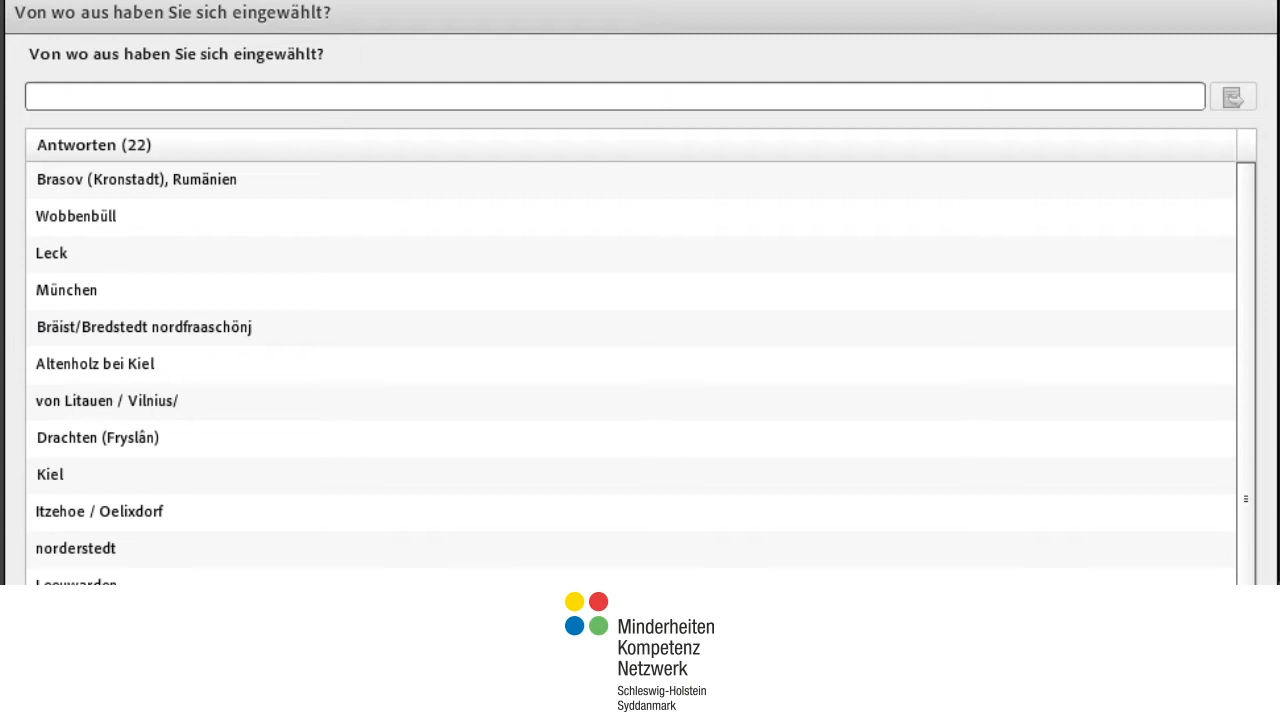 Von wo aus haben Sie sich eingewählt?
Von wo aus haben Sie sich eingewählt?
Antworten (22)
Brasov (Kronstadt), Rumänien
Wobbenbüll
Leck
München
Bräist/Bredstedt nordfraaschönj
Altenholz bei Kiel
von Litauen / Vilnius/
Drachten (Fryslân)
Kiel
Itzehoe / Oelixdorf
norderstedt
Leeuwarden
Minderheiten
Kompetenz
Netzwerk
Schleswig-Holstein
Syddanmark